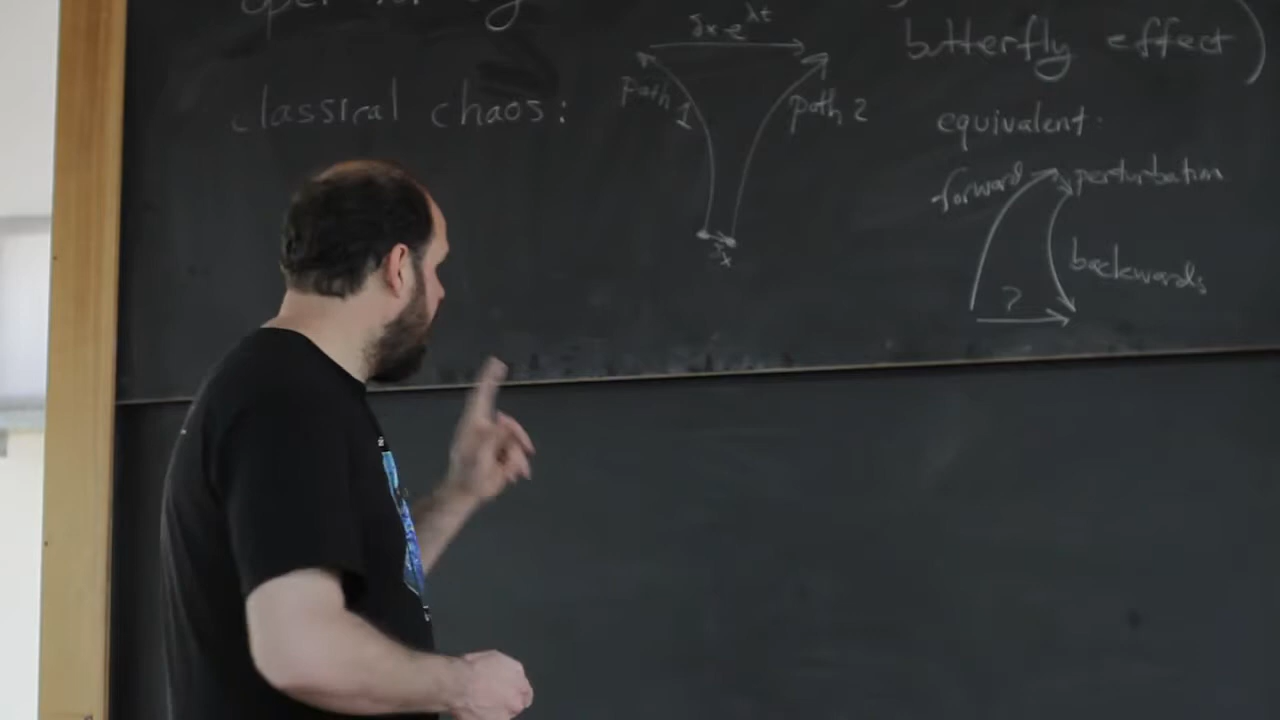 butterfly effect)
classical chaos:
δx·e^λt
path 1
path 2
δx
equivalent:
forward
perturbation
backwards
?